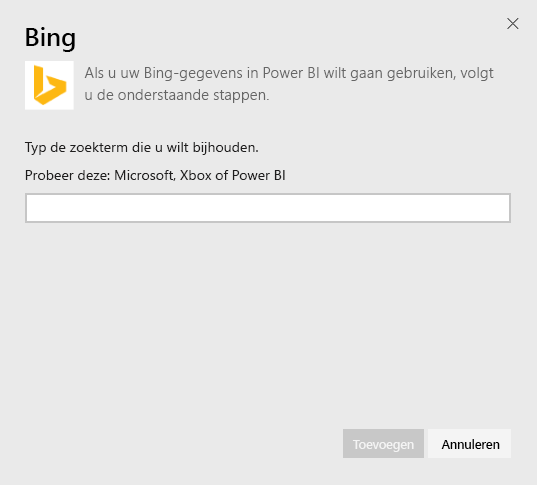 Bing
Als u uw Bing-gegevens in Power BI wilt gaan gebruiken, volgt
u de onderstaande stappen.
Typ de zoekterm die u wilt bijhouden.
Probeer deze: Microsoft, Xbox of Power BI
Toevoegen Annuleren